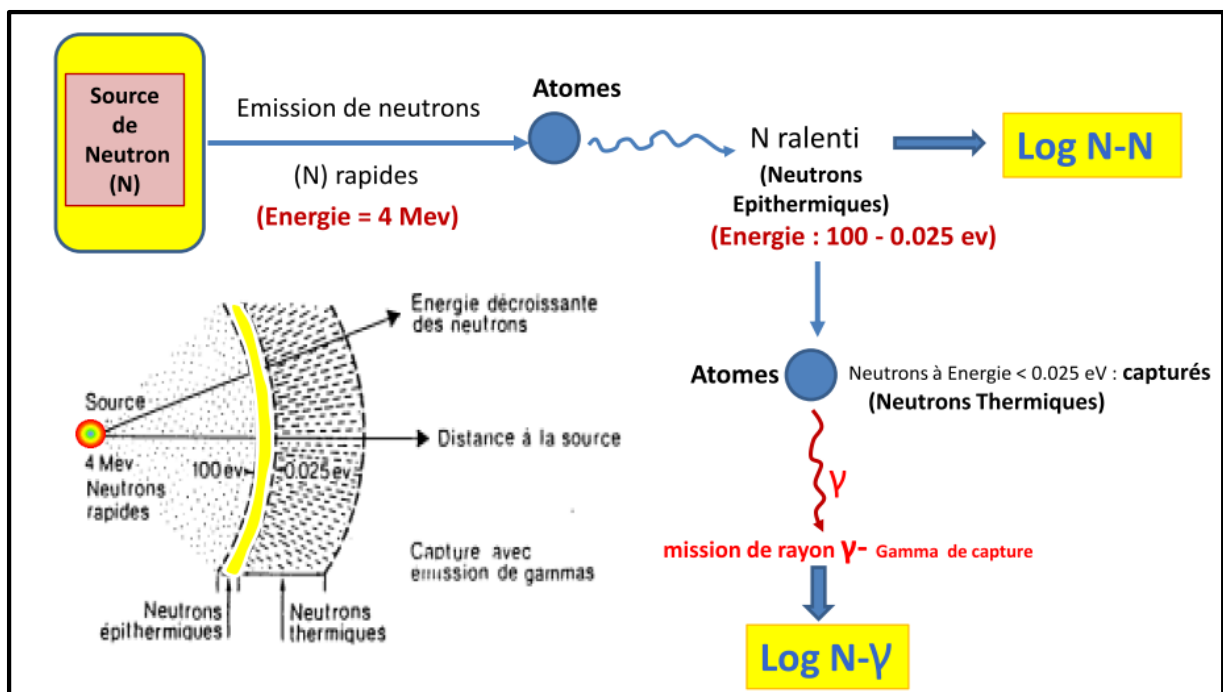 Source
de
Neutron
(N)
Emission de neutrons
(N) rapides
(Energie = 4 Mev)
Atomes
N ralenti
(Neutrons
Epithermiques)
(Energie : 100 - 0.025 ev)
Log N-N
Atomes
Neutrons à Energie < 0.025 eV : capturés
(Neutrons Thermiques)
γ
mission de rayon γ- Gamma de capture
Log N-γ
Energie décroissante
des neutrons
Source
Distance à la source
4 Mev
Neutrons
rapides
100 ev
0.025 ev
Capture avec
emission de gammas
Neutrons
épithermiques
Neutrons
thermiques